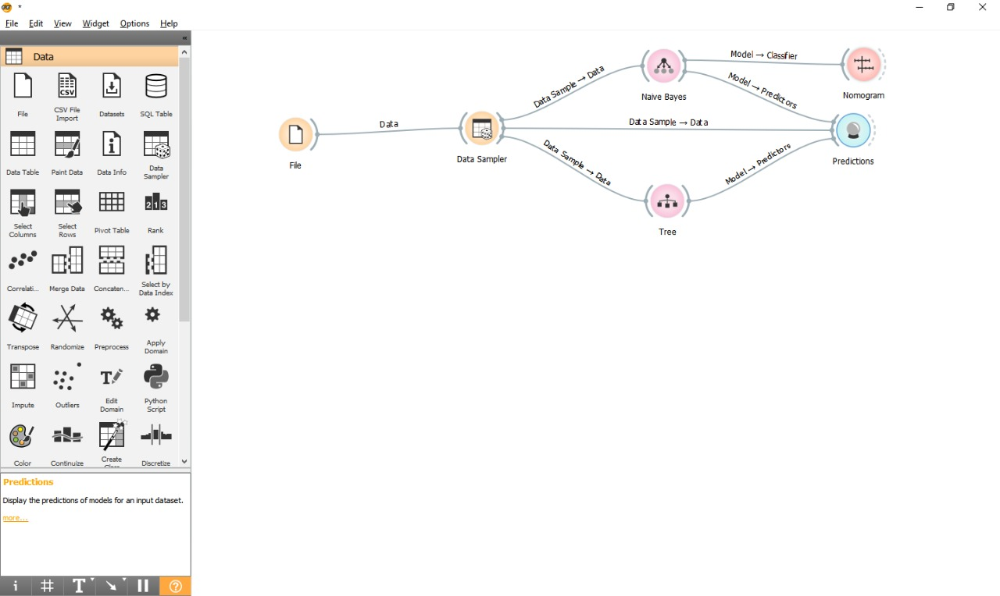 *
File Edit View Widget Options Help
«
Data
File
CSV File
Import
Datasets
SQL Table
Data Table
Paint Data
Data Info
Data
Sampler
Select
Columns
Select
Rows
Pivot Table
Rank
Correlati...
Merge Data
Concaten...
Select by
Data Index
Transpose
Randomize
Preprocess
Apply
Domain
Impute
Outliers
Edit
Domain
Python
Script
Color
Continuize
Create
Class
Discretize
Predictions
Display the predictions of models for an input dataset.
more...
File
Data
Data Sampler
Data Sample → Data
Data Sample → Data
Data Sample → Data
Naive Bayes
Model → Classifier
Model → Predictors
Nomogram
Predictions
Model → Predictors
Tree